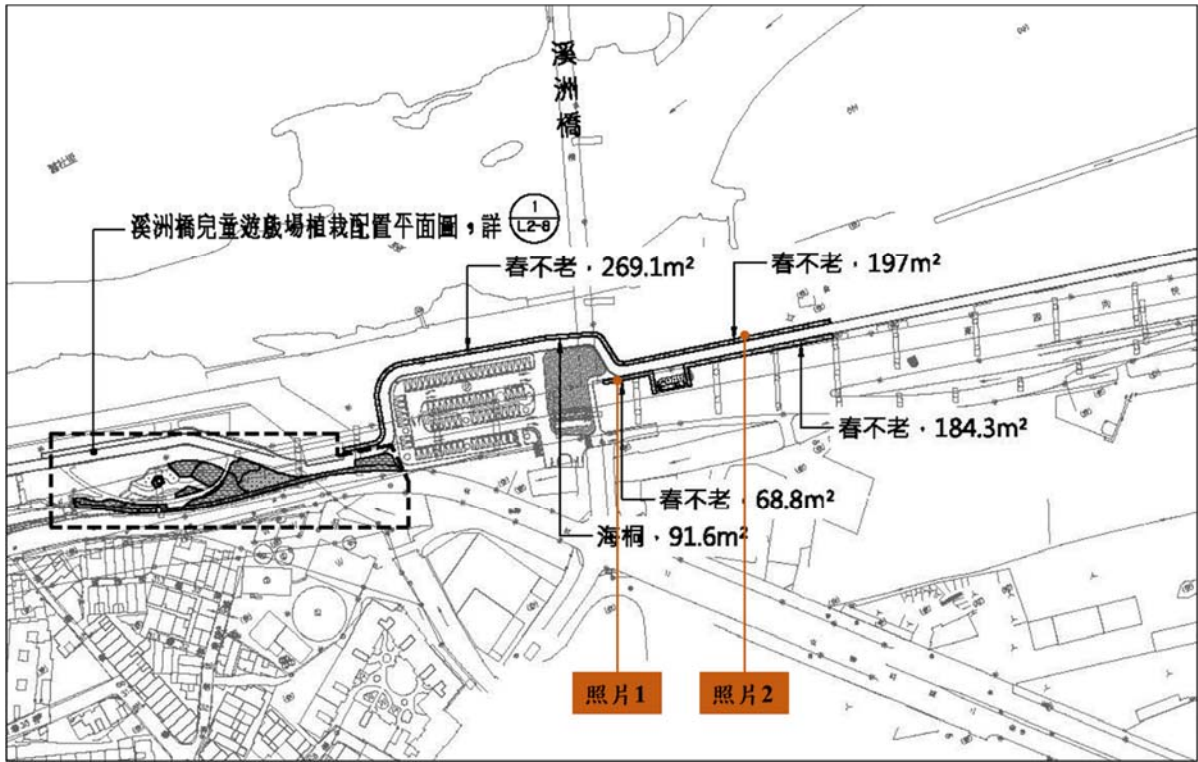 溪洲橋
溪洲橋兒童遊戲場植栽配置平面圖，詳
1
L2-8
春不老，269.1m²
春不老，197m²
春不老，184.3m²
春不老，68.8m²
海桐，91.6m²
照片1
照片2